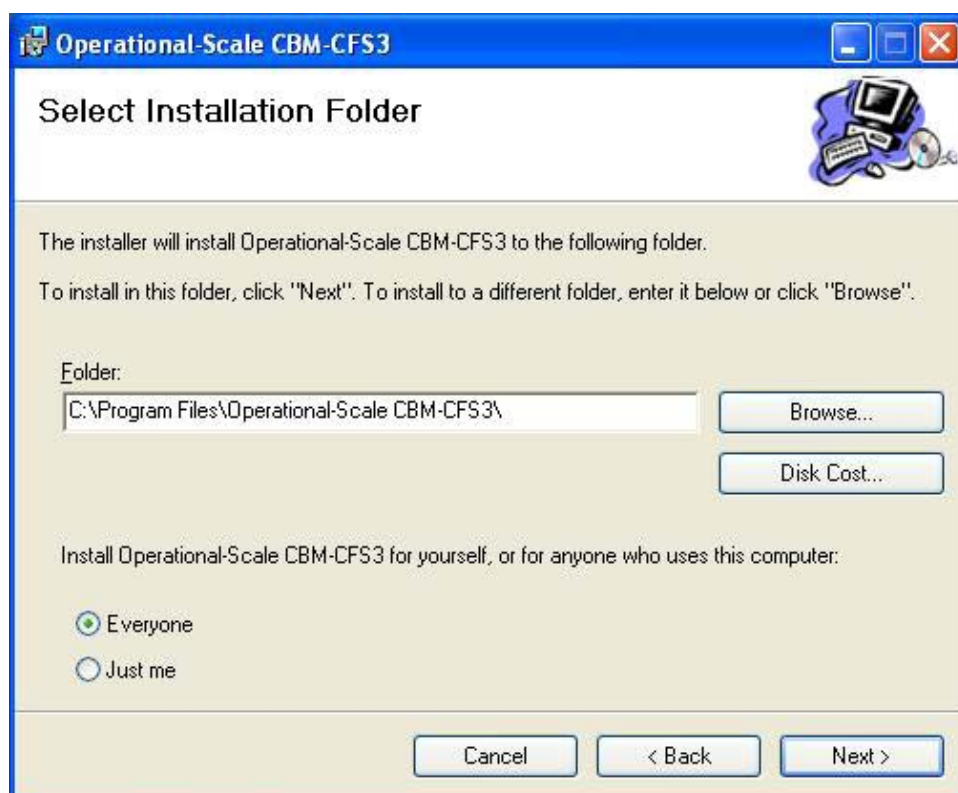 Operational-Scale CBM-CFS3
Select Installation Folder
The installer will install Operational-Scale CBM-CFS3 to the following folder.
To install in this folder, click "Next". To install to a different folder, enter it below or click "Browse".
Folder:
C:\Program Files\Operational-Scale CBM-CFS3\
Browse...
Disk Cost...
Install Operational-Scale CBM-CFS3 for yourself, or for anyone who uses this computer:
Everyone
Just me
Cancel
< Back
Next >